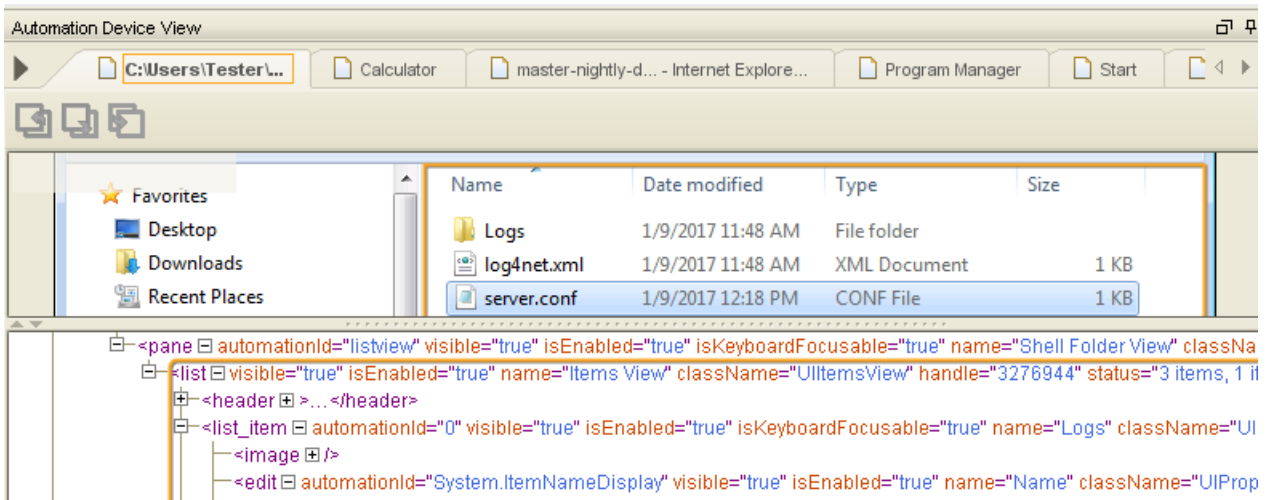 Automation Device View
C:\Users\Tester\... Calculator master-nightly-d... - Internet Explore... Program Manager Start
Favorites
Desktop
Downloads
Recent Places
Name Date modified Type Size
Logs 1/9/2017 11:48 AM File folder
log4net.xml 1/9/2017 11:48 AM XML Document 1 KB
server.conf 1/9/2017 12:18 PM CONF File 1 KB
<pane automationId="listview" visible="true" isEnabled="true" isKeyboardFocusable="true" name="Shell Folder View" classNa
<list visible="true" isEnabled="true" name="Items View" className="UIItemsView" handle="3276944" status="3 items, 1 it
<header >...</header>
<list_item automationId="0" visible="true" isEnabled="true" isKeyboardFocusable="true" name="Logs" className="UI
<image />
<edit automationId="System.ItemNameDisplay" visible="true" isEnabled="true" name="Name" className="UIProp